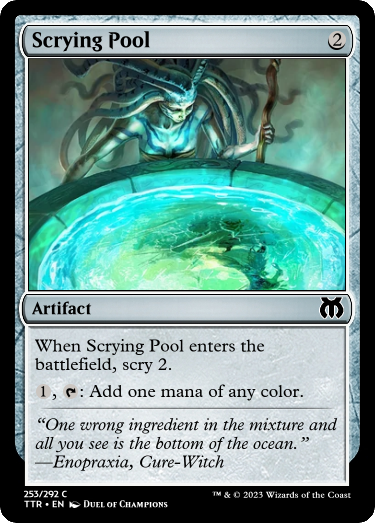 Scrying Pool 2
Artifact
When Scrying Pool enters the
battlefield, scry 2.
1, : Add one mana of any color.
“One wrong ingredient in the mixture and
all you see is the bottom of the ocean.”
—Enopraxia, Cure-Witch
253/292 C
TTR • EN Duel of Champions
™ & © 2023 Wizards of the Coast